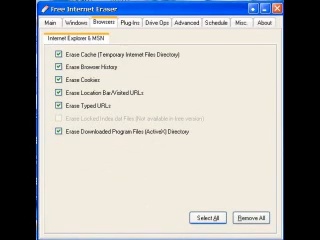 Free Internet Eraser
Main Windows Browsers Plug-Ins Drive Ops Advanced Schedule Misc. About
Internet Explorer & MSN
Erase Cache (Temporary Internet Files Directory)
Erase Browser History
Erase Cookies
Erase Location Bar/Visited URLs
Erase Typed URLs
Erase Locked Index.dat Files (Not available in free version)
Erase Downloaded Program Files (ActiveX) Directory
Select All Remove All